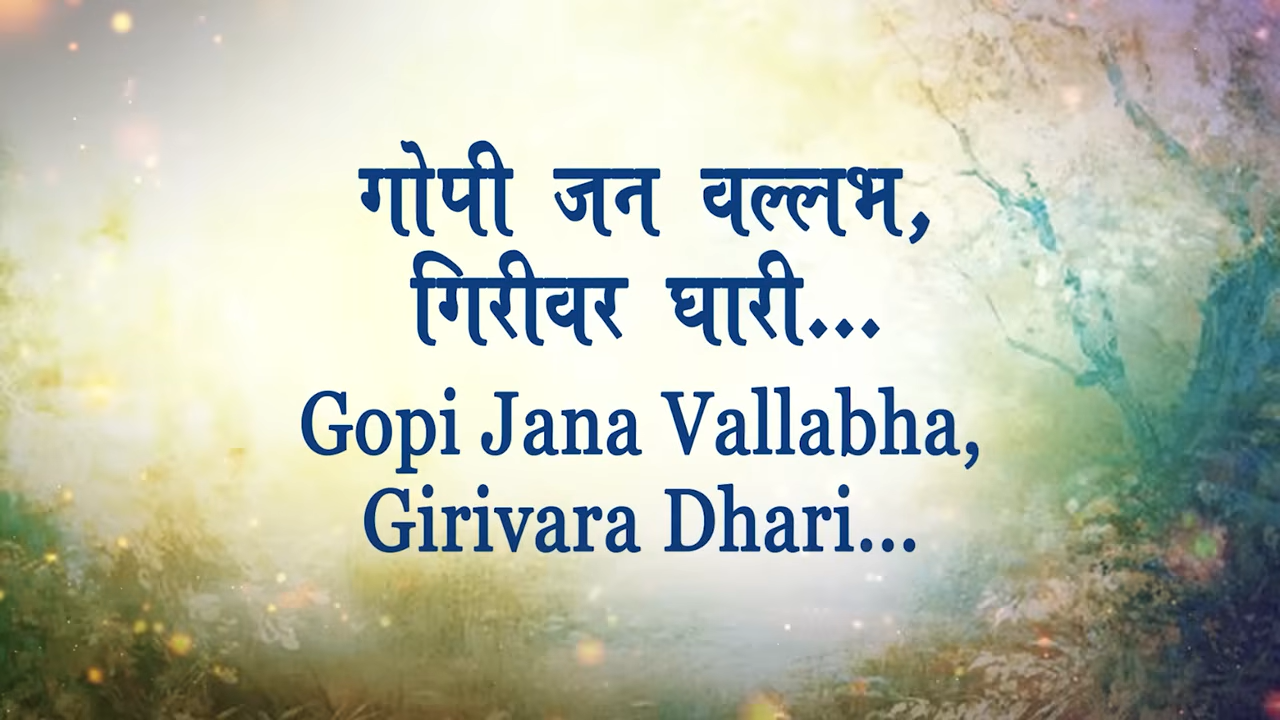 गोपी जन वल्लभ,
गिरीवर घारी...
Gopi Jana Vallabha,
Girivara Dhari...